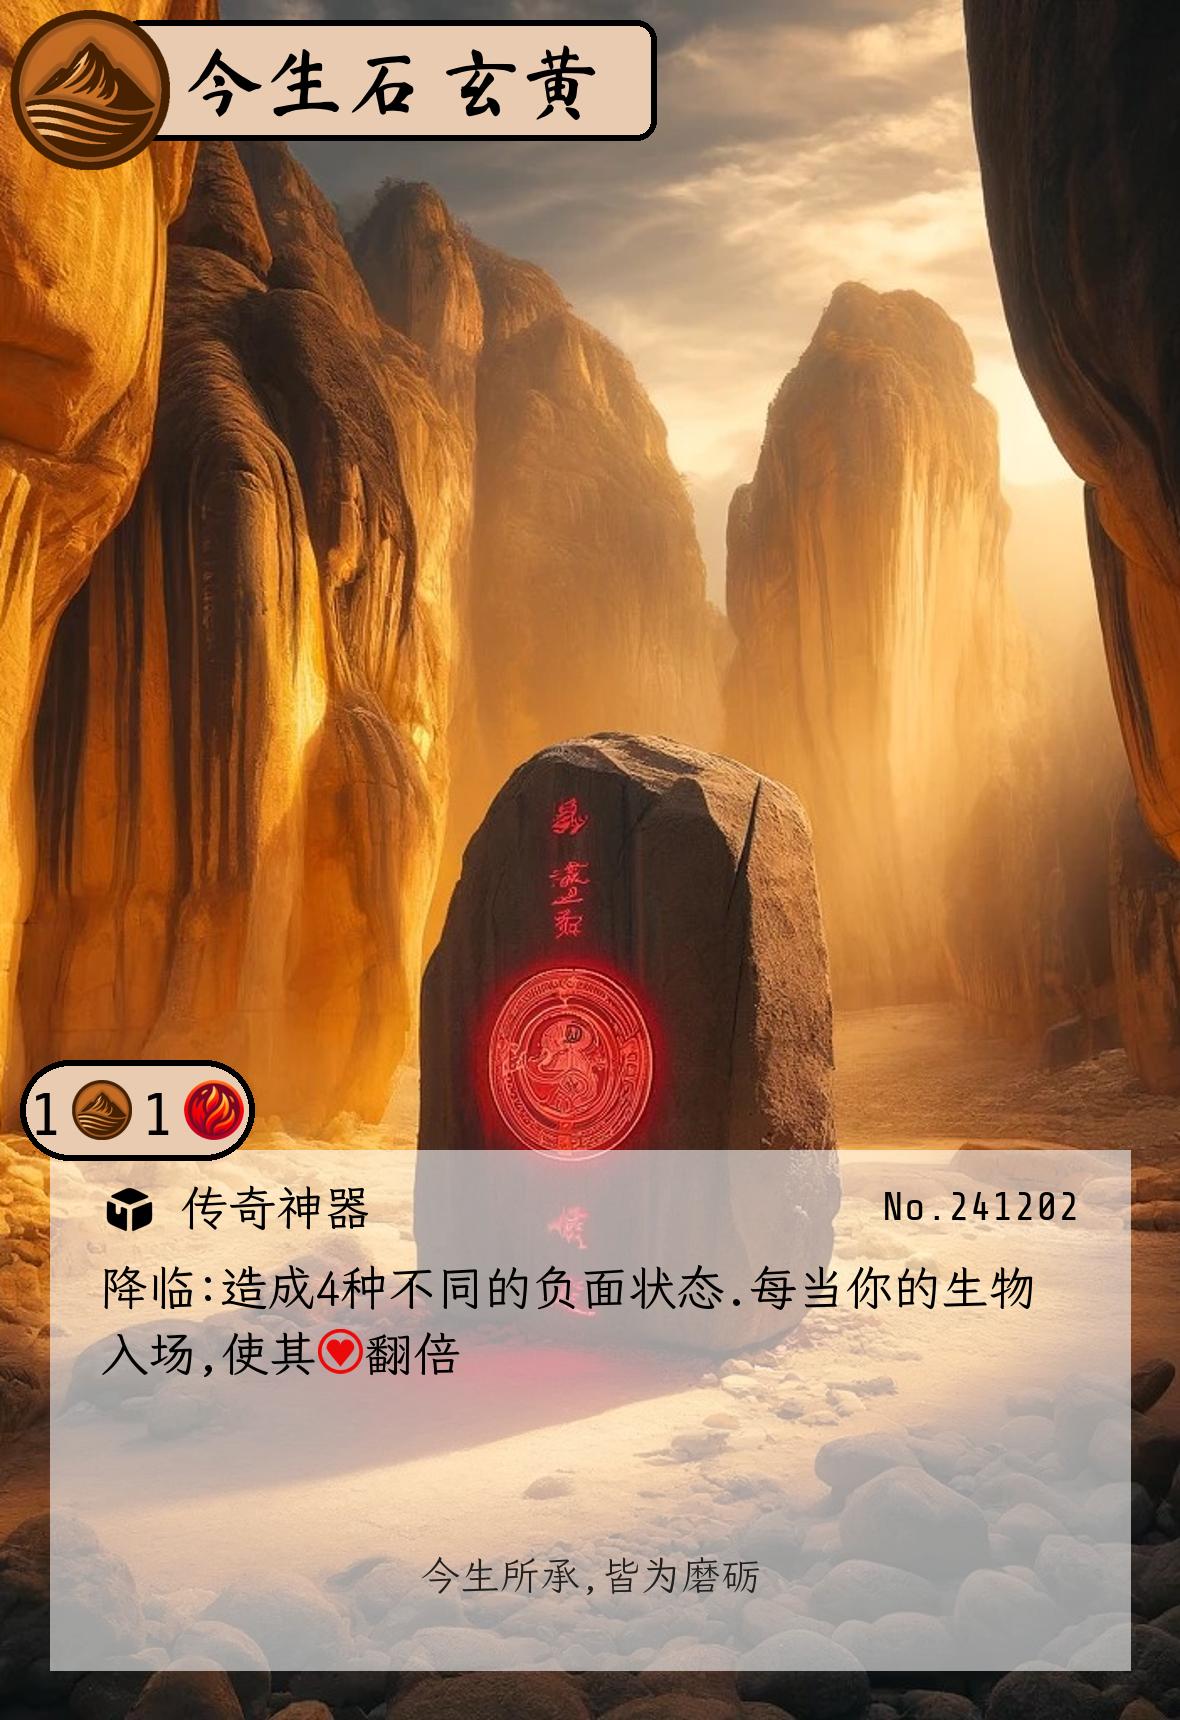 今生石 玄黄
1 1
传奇神器
No.241202
降临:造成4种不同的负面状态.每当你的生物
入场,使其翻倍
今生所承,皆为磨砺